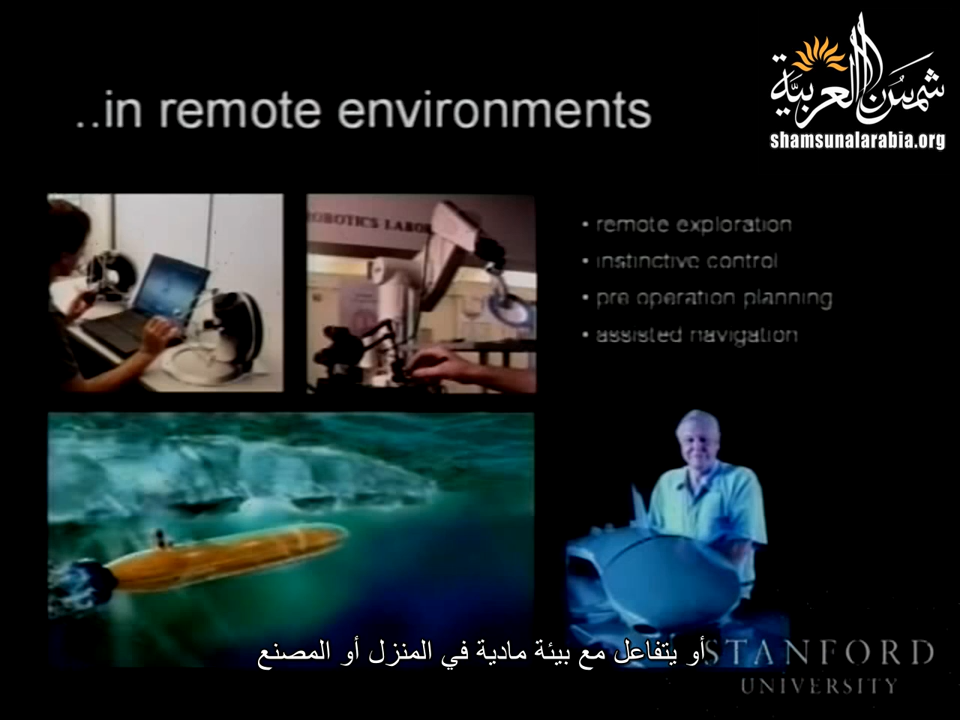 شمس العربية
shamsunalarabia.org
..in remote environments
ROBOTICS LABOR
• remote exploration
• instinctive control
• pre operation planning
• assisted navigation
أو يتفاعل مع بيئة مادية في المنزل أو المصنع
STANFORD
UNIVERSITY